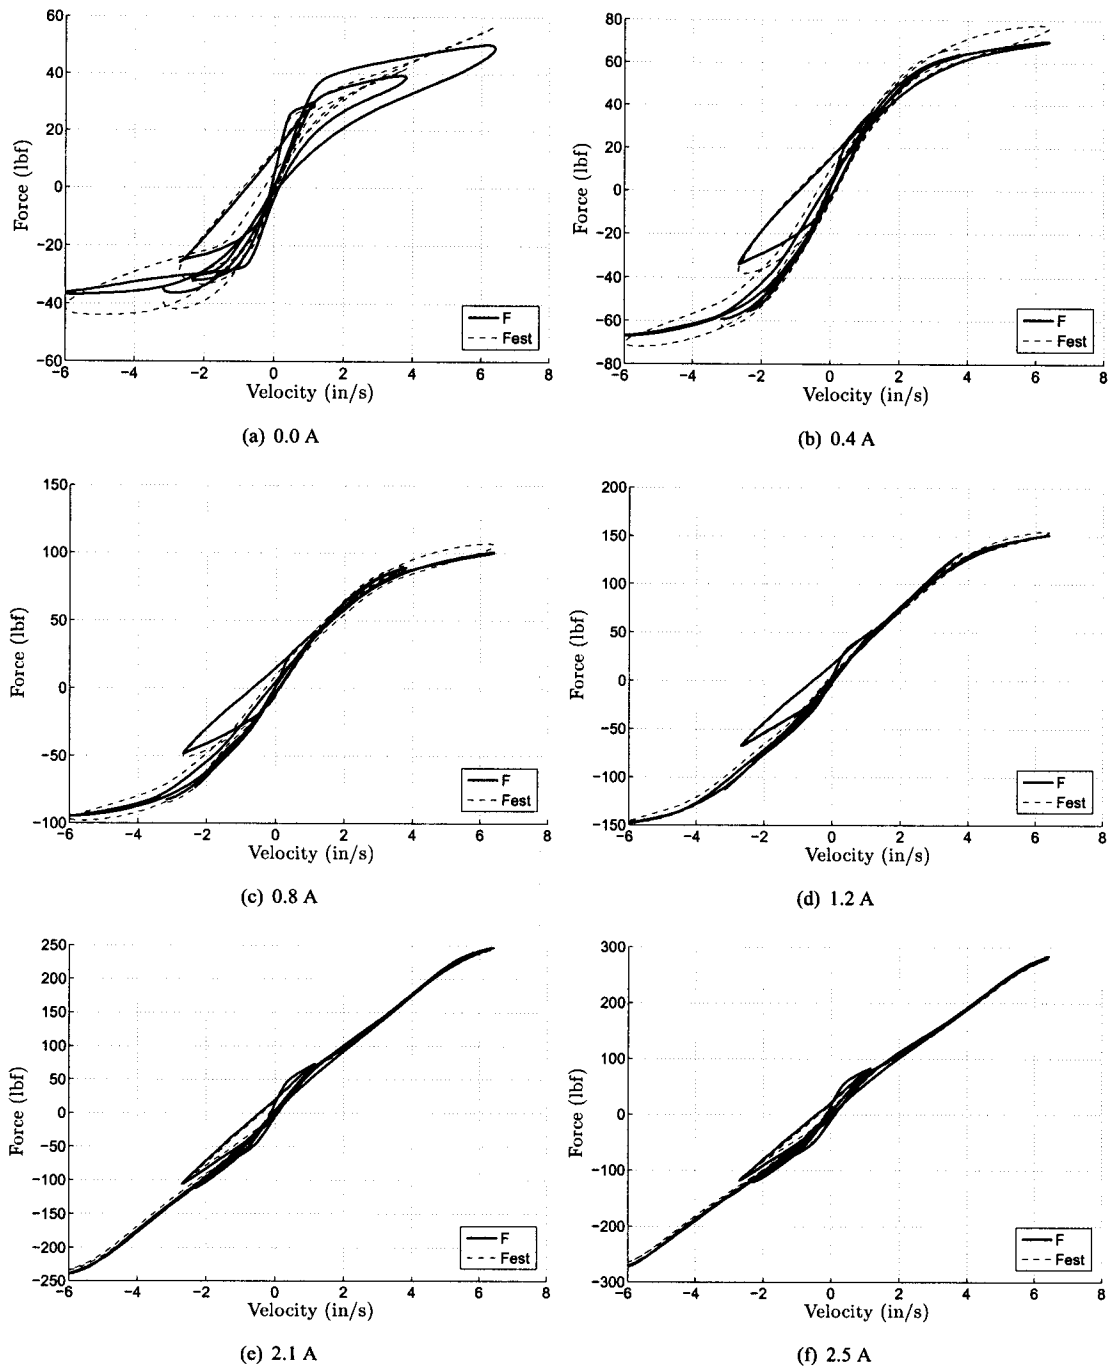 60
40
20
0
−20
−40
−60
Force (lbf)
F
Fest
−6 −4 −2 0 2 4 6 8
Velocity (in/s)
(a) 0.0 A
80
60
40
20
0
−20
−40
−60
−80
Force (lbf)
F
Fest
−6 −4 −2 0 2 4 6 8
Velocity (in/s)
(b) 0.4 A
150
100
50
0
−50
−100
Force (lbf)
F
Fest
−6 −4 −2 0 2 4 6 8
Velocity (in/s)
(c) 0.8 A
200
150
100
50
0
−50
−100
−150
Force (lbf)
F
Fest
−6 −4 −2 0 2 4 6 8
Velocity (in/s)
(d) 1.2 A
250
200
150
100
50
0
−50
−100
−150
−200
−250
Force (lbf)
F
Fest
−6 −4 −2 0 2 4 6 8
Velocity (in/s)
(e) 2.1 A
300
200
100
0
−100
−200
−300
Force (lbf)
F
Fest
−6 −4 −2 0 2 4 6 8
Velocity (in/s)
(f) 2.5 A